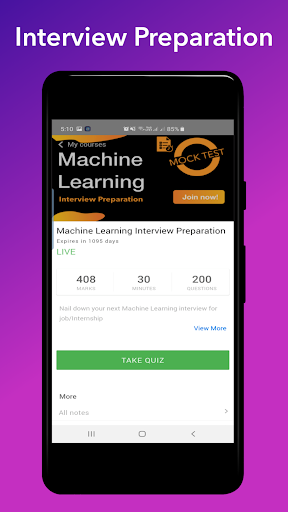 Interview Preparation
5:10
85%
My courses
Machine
Learning
Interview Preparation
MOCK TEST
Join now!
Machine Learning Interview Preparation
Expires in 1095 days
LIVE
408
MARKS
30
MINUTES
200
QUESTIONS
Nail down your next Machine Learning interview for
job/Internship
View More
TAKE QUIZ
More
All notes